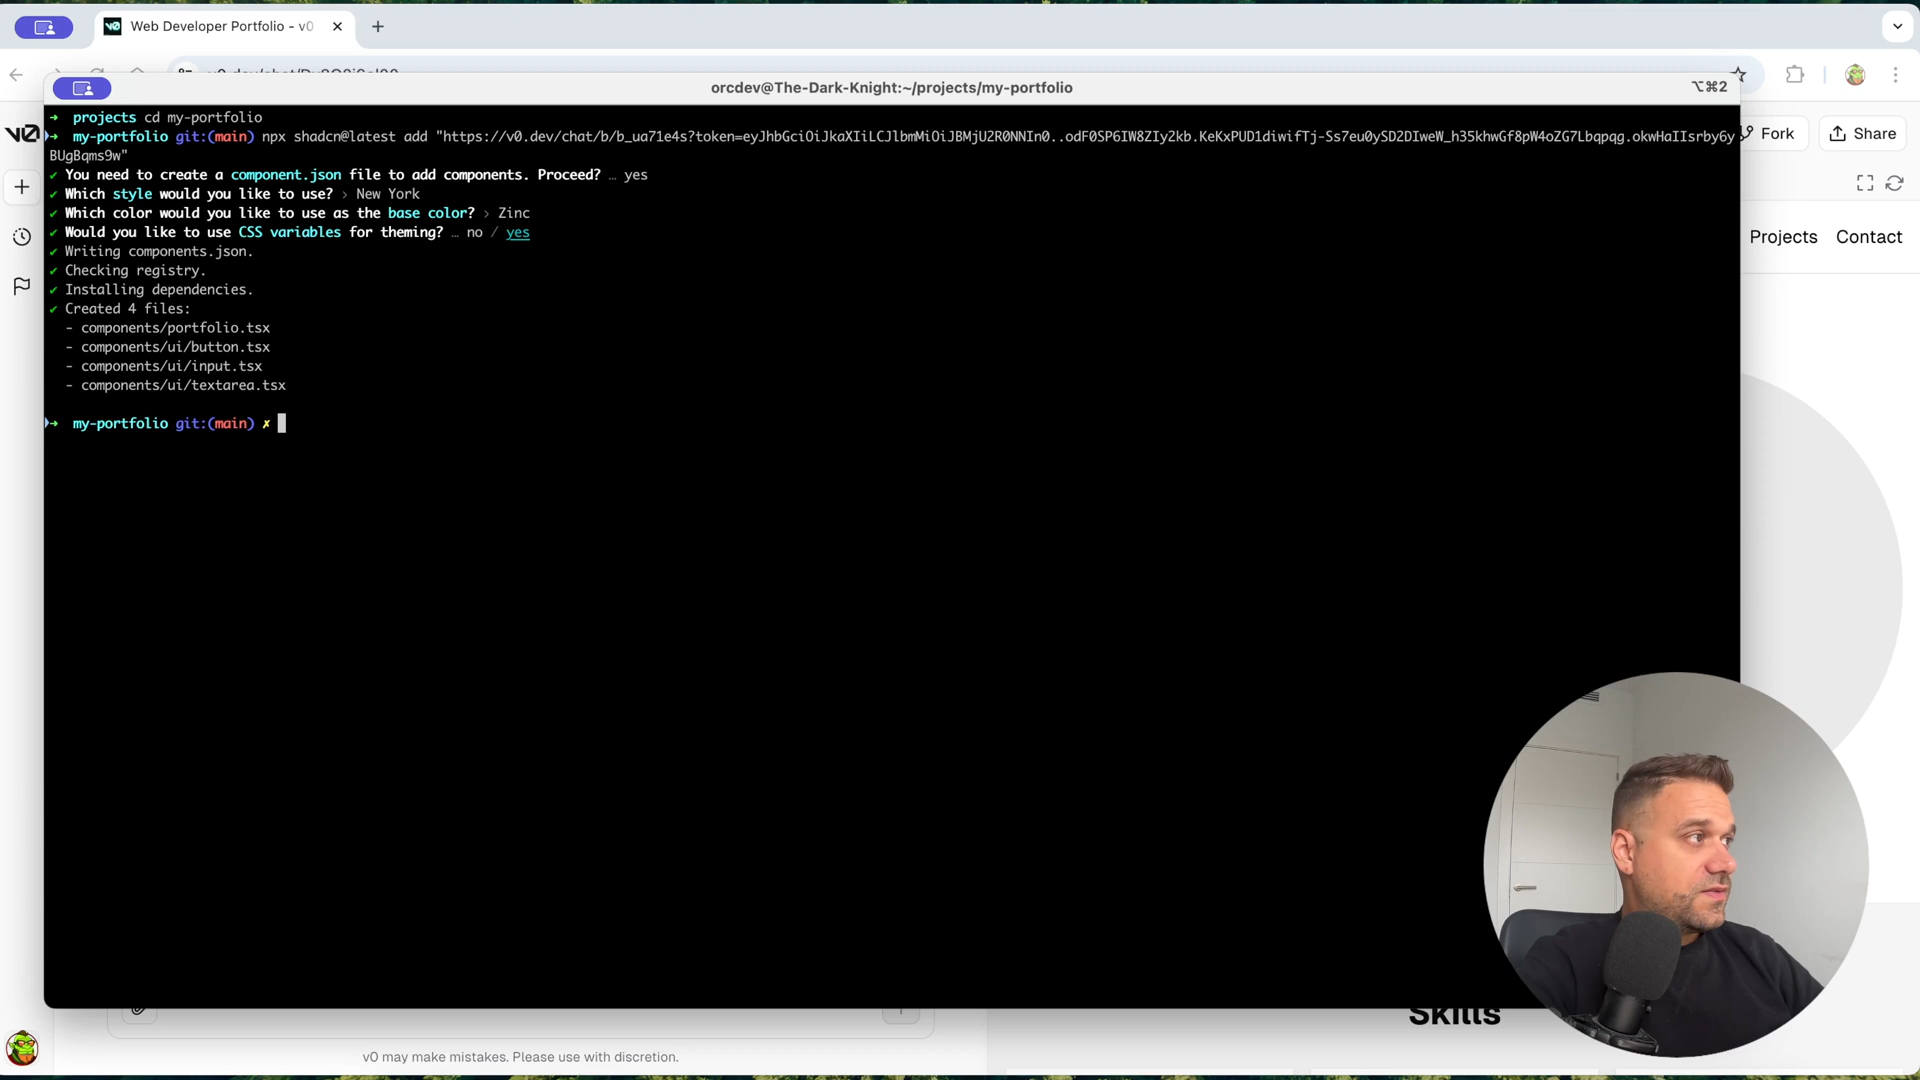 Web Developer Portfolio - v0
orcdev@The-Dark-Knight:~/projects/my-portfolio
⌥⌘2
v0
Fork
Share
Projects
Contact
➜ projects cd my-portfolio
➜ my-portfolio git:(main) npx shadcn@latest add "https://v0.dev/chat/b/b_ua71e4s?token=eyJhbGciOiJkaXIiLCJlbmMiOiJBMjU2R0NNIn0..odF0SP6IW8ZIy2kb.KeKxPUD1diwifTj-Ss7eu0ySD2DIweW_h35khwGf8pW4oZG7Lbqpqg.okwHaIIsrby6y
BUgBqms9w"
✔ You need to create a component.json file to add components. Proceed? … yes
✔ Which style would you like to use? › New York
✔ Which color would you like to use as the base color? › Zinc
✔ Would you like to use CSS variables for theming? … no / yes
✔ Writing components.json.
✔ Checking registry.
✔ Installing dependencies.
✔ Created 4 files:
- components/portfolio.tsx
- components/ui/button.tsx
- components/ui/input.tsx
- components/ui/textarea.tsx
➜ my-portfolio git:(main) ✗
Skills
v0 may make mistakes. Please use with discretion.